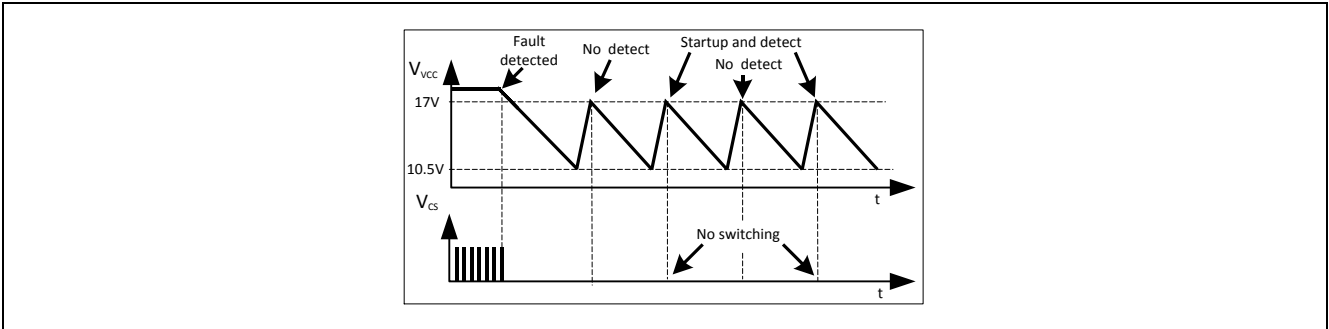 Fault
detected
No detect
Startup and detect
No detect
VVCC
17V
10.5V
t
VCS
No switching
t